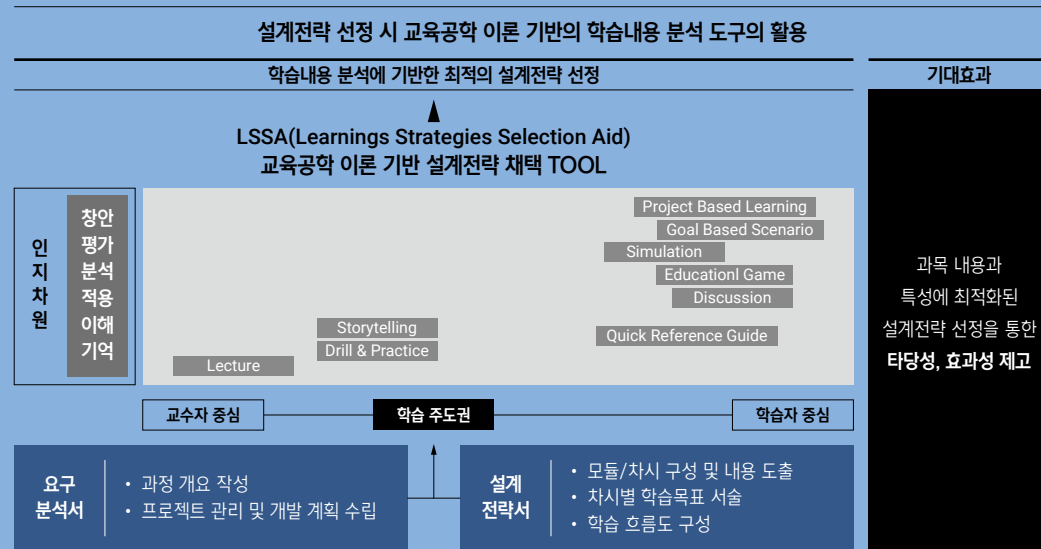 설계전략 선정 시 교육공학 이론 기반의 학습내용 분석 도구의 활용
학습내용 분석에 기반한 최적의 설계전략 선정
기대효과
LSSA(Learnings Strategies Selection Aid)
교육공학 이론 기반 설계전략 채택 TOOL
인
지
차
원
창안
평가
분석
적용
이해
기억
Project Based Learning
Goal Based Scenario
Simulation
Educationl Game
Discussion
Storytelling
Quick Reference Guide
Drill & Practice
Lecture
과목 내용과
특성에 최적화된
설계전략 선정을 통한
타당성, 효과성 제고
교수자 중심
학습 주도권
학습자 중심
요구
분석서
• 과정 개요 작성
• 프로젝트 관리 및 개발 계획 수립
설계
전략서
• 모듈/차시 구성 및 내용 도출
• 차시별 학습목표 서술
• 학습 흐름도 구성